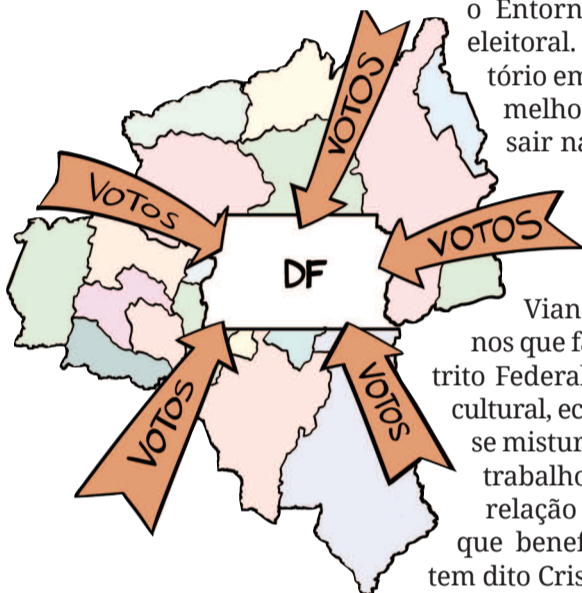 o Entorn
eleitoral.
tório em
melho
sair na
VOTOS
VOTOS
VOTOS
DF
VOTOS
VOTOS
Vian
nos que fa
trito Federal
cultural, ec
se mistur
trabalho
relação
que benef
tem dito Cris